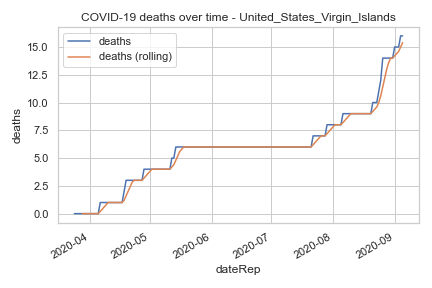 COVID-19 deaths over time - United_States_Virgin_Islands
deaths
deaths (rolling)
15.0
12.5
10.0
7.5
5.0
2.5
0.0
deaths
2020-04
2020-05
2020-06
2020-07
2020-08
2020-09
dateRep